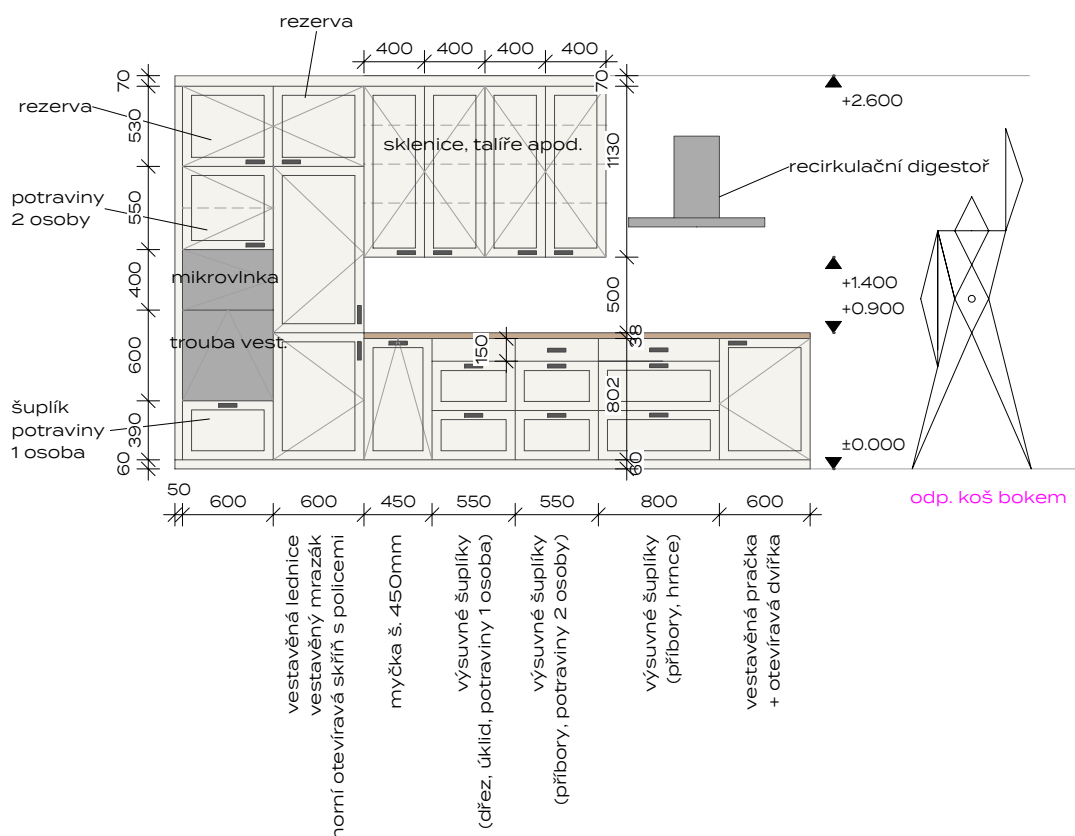 rezerva
400
400
400
400
70
rezerva
530
sklenice, talíře apod.
70
1130
+2.600
recirkulační digestoř
potraviny
2 osoby
550
mikrovlnka
400
500
+1.400
+0.900
trouba vest.
600
150
38
802
šuplík
potraviny
1 osoba
390
60
60
±0.000
odp. koš bokem
50
600
600
450
550
550
800
600
vestavěná lednice
vestavěný mrazák
horní otevíravá skříň s policemi
myčka š. 450mm
výsuvné šuplíky
(dřez, úklid, potraviny 1 osoba)
výsuvné šuplíky
(příbory, potraviny 2 osoby)
výsuvné šuplíky
(příbory, hrnce)
vestavěná pračka
+ otevíravá dvířka